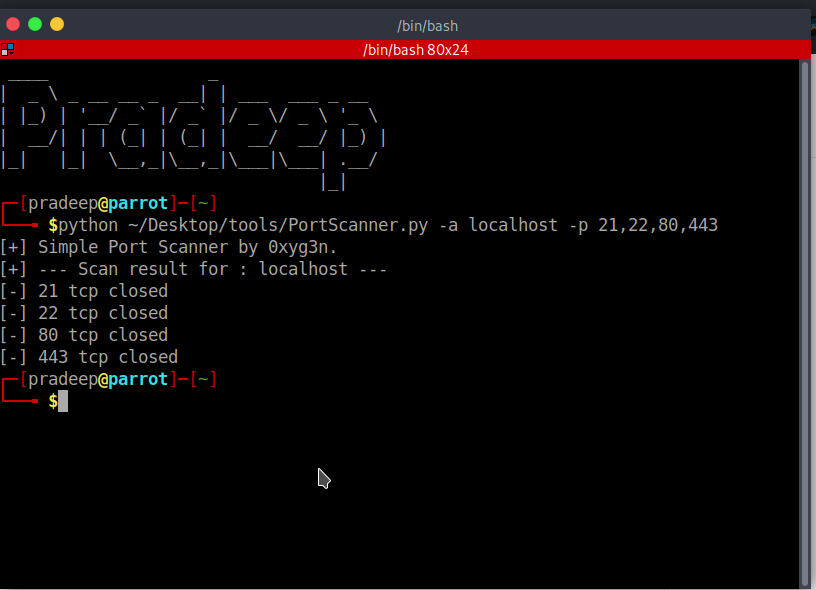 /bin/bash
/bin/bash 80x24
Pradeep
┌─[pradeep@parrot]─[~]
└──╼ $python ~/Desktop/tools/PortScanner.py -a localhost -p 21,22,80,443
[+] Simple Port Scanner by 0xyg3n.
[+] --- Scan result for : localhost ---
[-] 21 tcp closed
[-] 22 tcp closed
[-] 80 tcp closed
[-] 443 tcp closed
┌─[pradeep@parrot]─[~]
└──╼ $